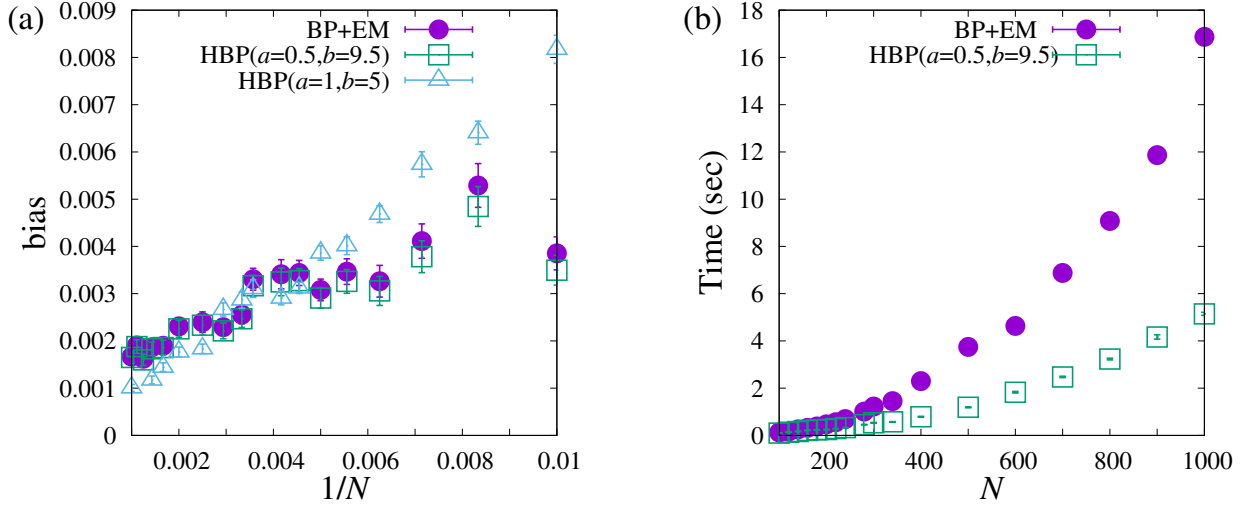 (a)
BP+EM
HBP(a=0.5,b=9.5)
HBP(a=1,b=5)
0.009
0.008
0.007
0.006
0.005
0.004
0.003
0.002
0.001
0
bias
0.002
0.004
0.006
0.008
0.01
1/N
(b)
BP+EM
HBP(a=0.5,b=9.5)
18
16
14
12
10
8
6
4
2
0
Time (sec)
200
400
600
800
1000
N